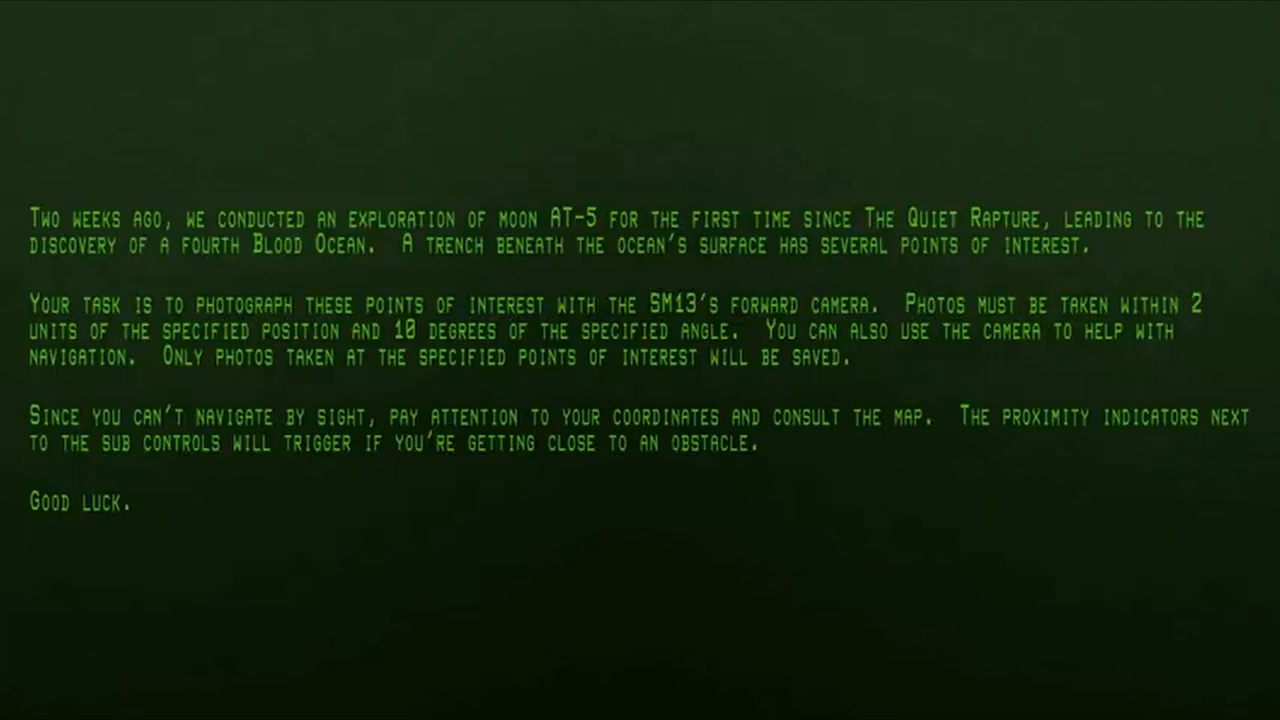 Two weeks ago, we conducted an exploration of moon AT-5 for the first time since The Quiet Rapture, leading to the
discovery of a fourth Blood Ocean.  A trench beneath the ocean's surface has several points of interest.
Your task is to photograph these points of interest with the SM13's forward camera.  Photos must be taken within 2
units of the specified position and 10 degrees of the specified angle.  You can also use the camera to help with
navigation.  Only photos taken at the specified points of interest will be saved.
Since you can't navigate by sight, pay attention to your coordinates and consult the map.  The proximity indicators next
to the sub controls will trigger if you're getting close to an obstacle.
Good luck.